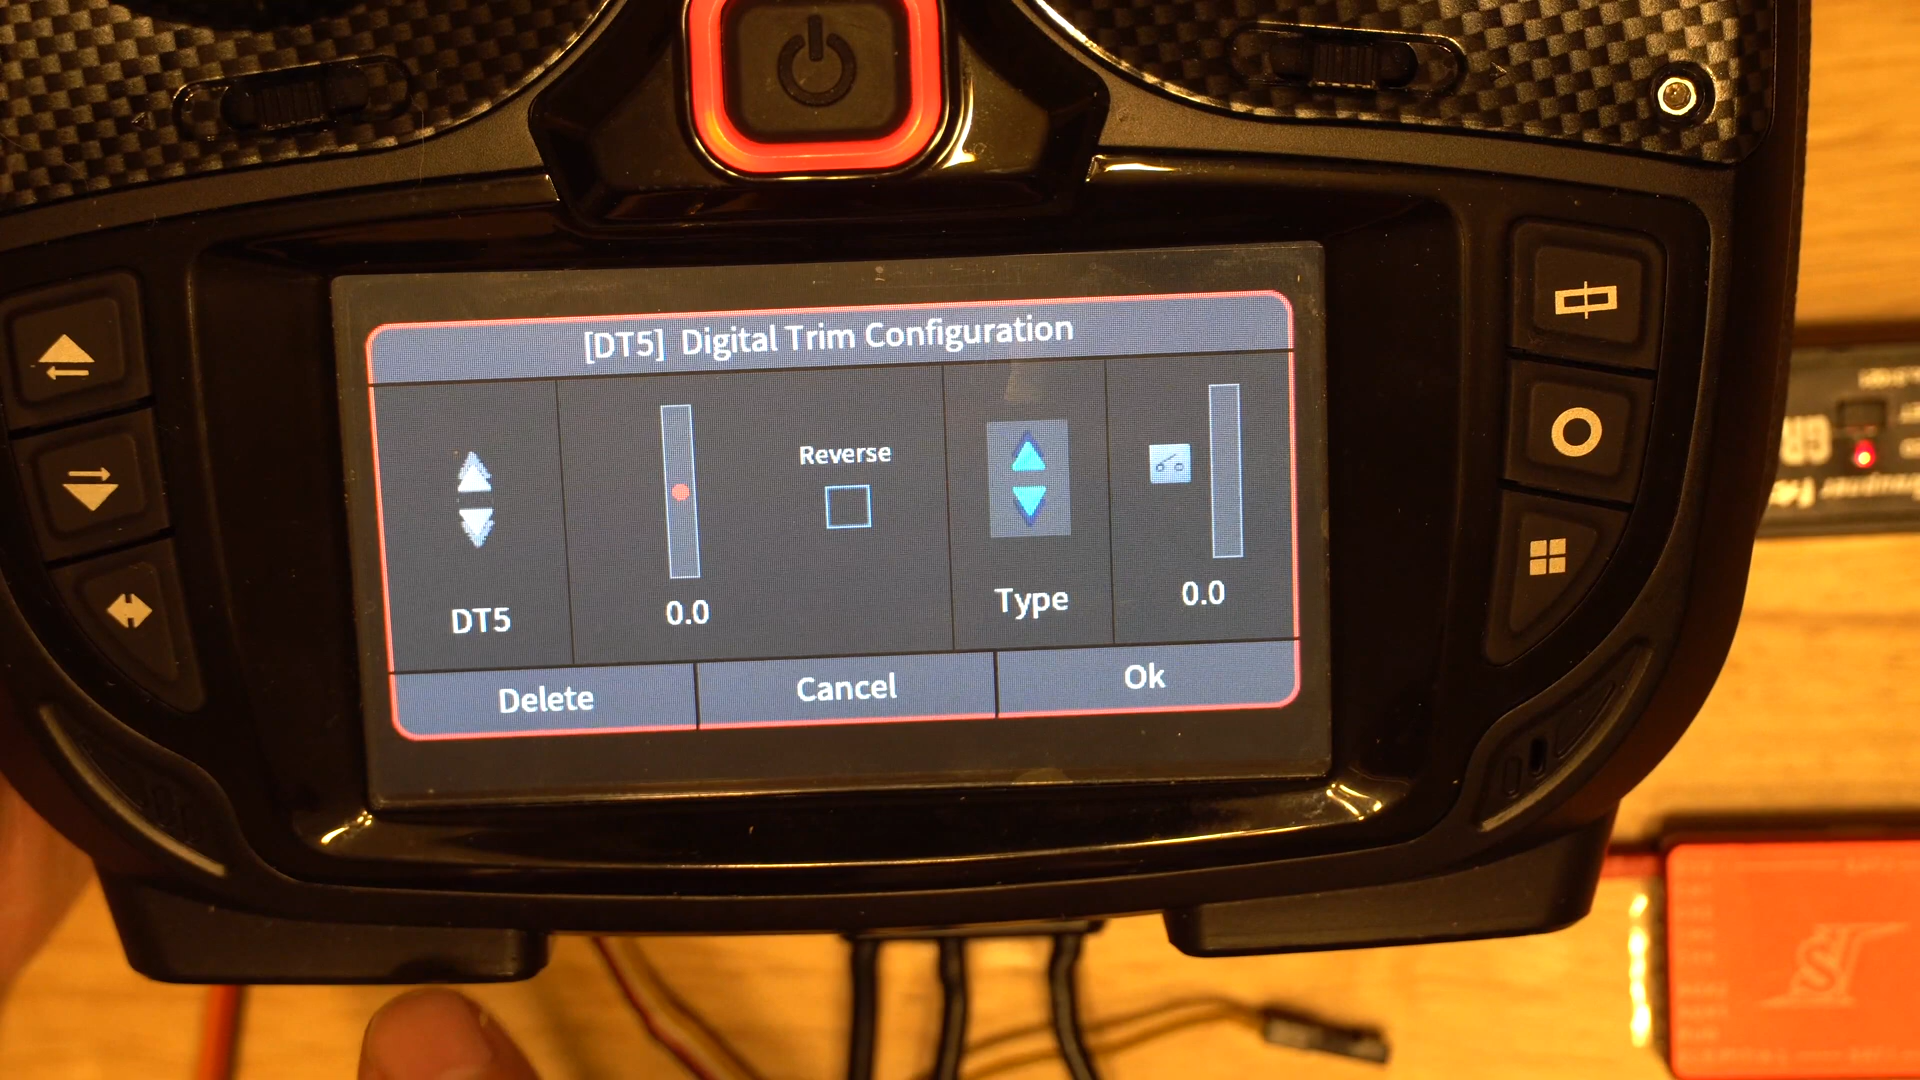 [DT5] Digital Trim Configuration
Reverse
DT5
0.0
Type
0.0
Delete
Cancel
Ok